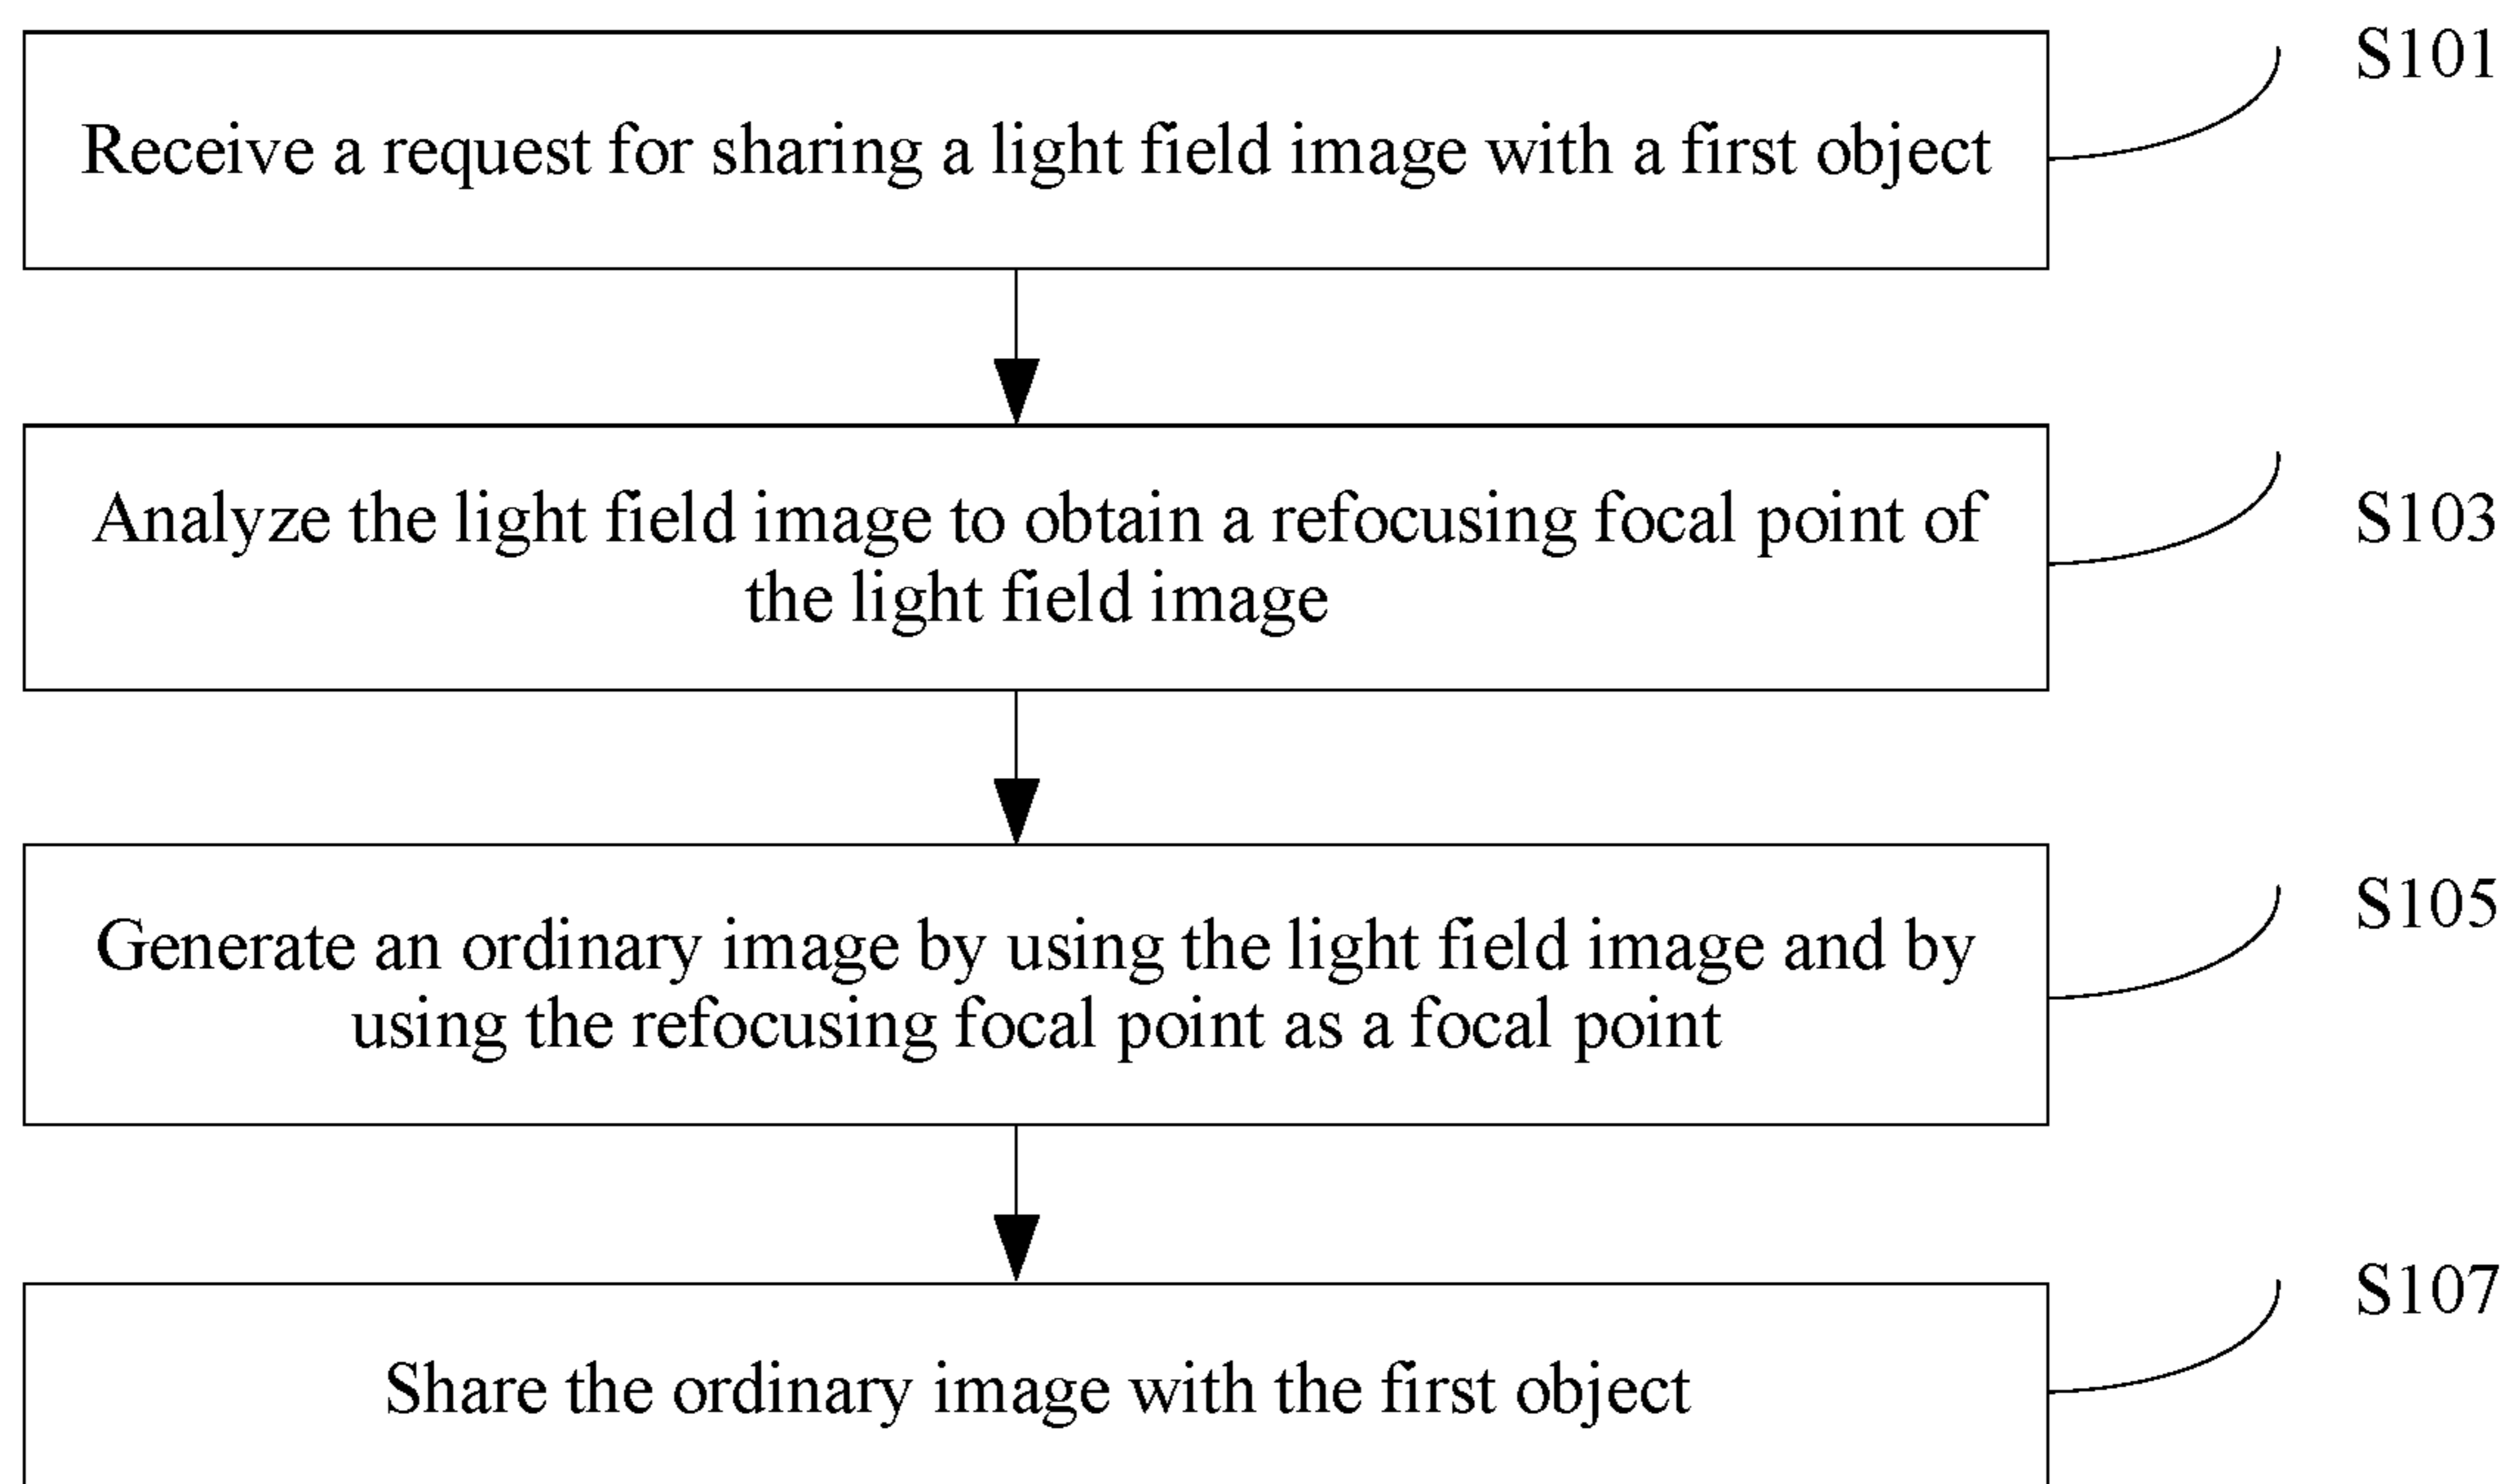 Receive a request for sharing a light field image with a first object
S101
Analyze the light field image to obtain a refocusing focal point of
the light field image
S103
Generate an ordinary image by using the light field image and by
using the refocusing focal point as a focal point
S105
Share the ordinary image with the first object
S107